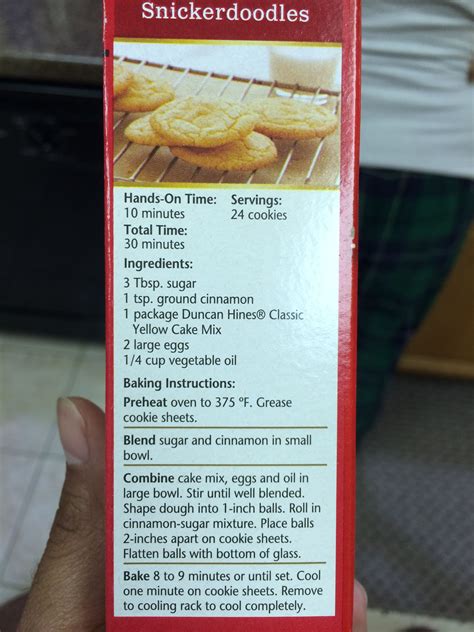 Snickerdoodles
Hands-On Time: Servings:
10 minutes 24 cookies
Total Time:
30 minutes
Ingredients:
3 Tbsp. sugar
1 tsp. ground cinnamon
1 package Duncan Hines® Classic
Yellow Cake Mix
2 large eggs
1/4 cup vegetable oil
Baking Instructions:
Preheat oven to 375 ºF. Grease
cookie sheets.
Blend sugar and cinnamon in small
bowl.
Combine cake mix, eggs and oil in
large bowl. Stir until well blended.
Shape dough into 1-inch balls. Roll in
cinnamon-sugar mixture. Place balls
2-inches apart on cookie sheets.
Flatten balls with bottom of glass.
Bake 8 to 9 minutes or until set. Cool
one minute on cookie sheets. Remove
to cooling rack to cool completely.